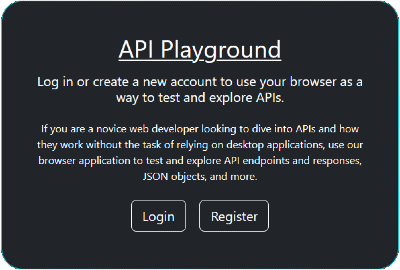 API Playground
Log in or create a new account to use your browser as a
way to test and explore APIs.
If you are a novice web developer looking to dive into APIs and how
they work without the task of relying on desktop applications, use our
browser application to test and explore API endpoints and responses,
JSON objects, and more.
Login Register